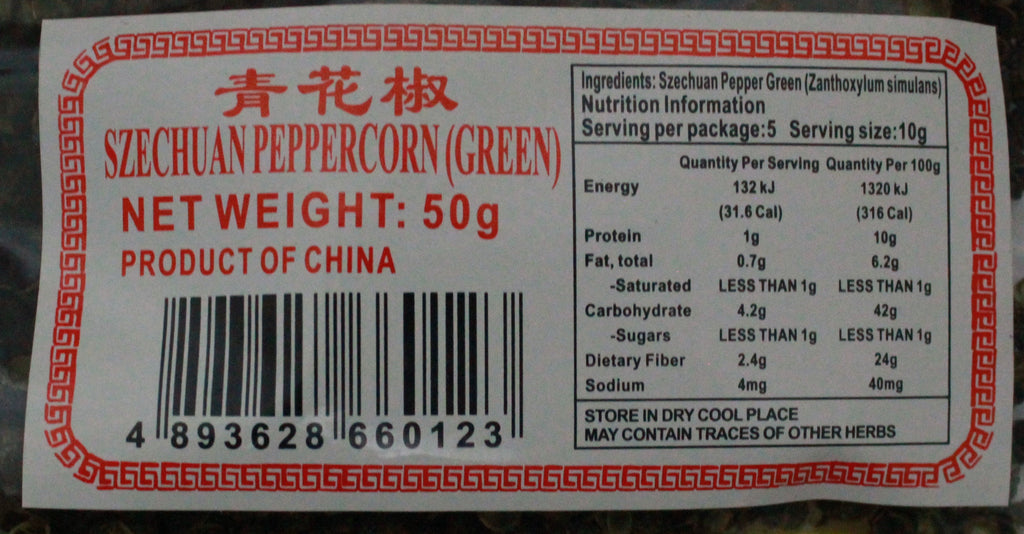 青花椒
SZECHUAN PEPPERCORN (GREEN)
NET WEIGHT: 50g
PRODUCT OF CHINA
4 893628 660123
Ingredients: Szechuan Pepper Green (Zanthoxylum simulans)
Nutrition Information
Serving per package:5 Serving size:10g
Quantity Per Serving Quantity Per 100g
Energy 132 kJ 1320 kJ
(31.6 Cal) (316 Cal)
Protein 1g 10g
Fat, total 0.7g 6.2g
-Saturated LESS THAN 1g LESS THAN 1g
Carbohydrate 4.2g 42g
-Sugars LESS THAN 1g LESS THAN 1g
Dietary Fiber 2.4g 24g
Sodium 4mg 40mg
STORE IN DRY COOL PLACE
MAY CONTAIN TRACES OF OTHER HERBS